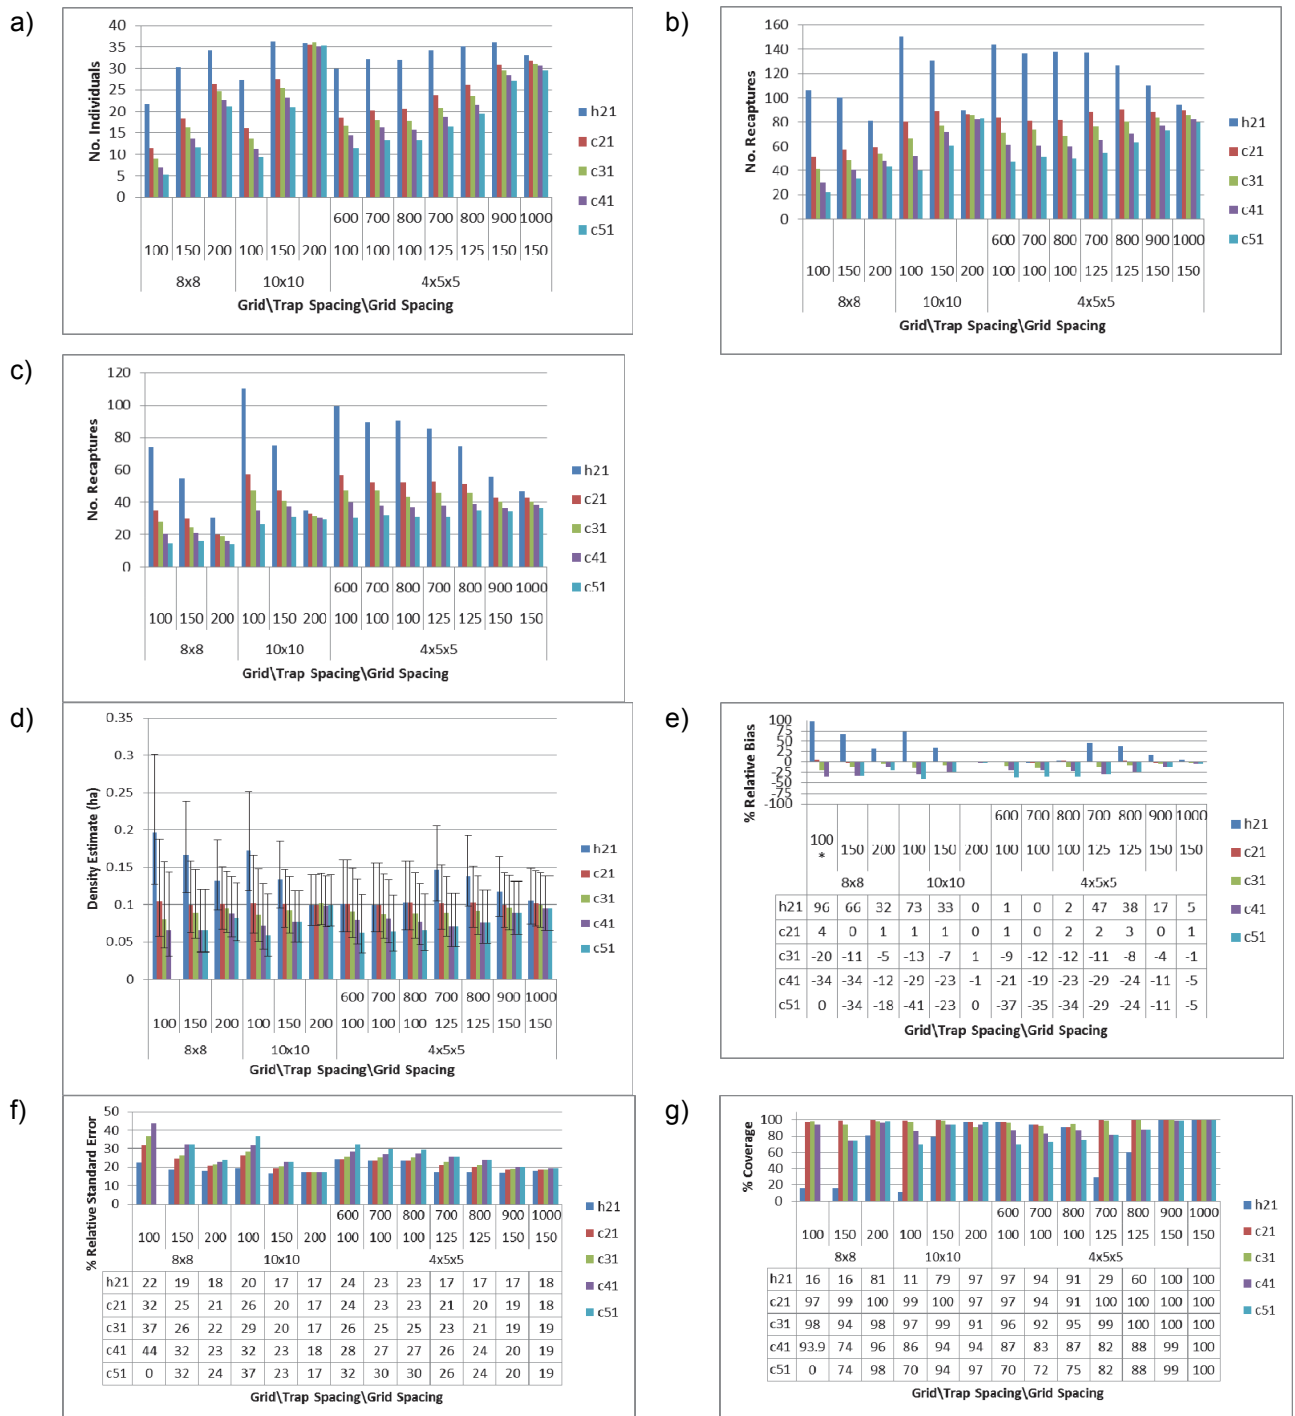 a)
40
35
30
25
20
15
10
5
0
No. Individuals
600 700 800 700 800 900 1000
100 150 200 100 150 200 100 100 100 125 125 150 150
8x8 10x10 4x5x5
Grid\Trap Spacing\Grid Spacing
h21
c21
c31
c41
c51
b)
160
140
120
100
80
60
40
20
0
No. Recaptures
600 700 800 700 800 900 1000
100 150 200 100 150 200 100 100 100 125 125 150 150
8x8 10x10 4x5x5
Grid\Trap Spacing\Grid Spacing
h21
c21
c31
c41
c51
c)
120
100
80
60
40
20
0
No. Recaptures
600 700 800 700 800 900 1000
100 150 200 100 150 200 100 100 100 125 125 150 150
8x8 10x10 4x5x5
Grid\Trap Spacing\Grid Spacing
h21
c21
c31
c41
c51
d)
0.35
0.3
0.25
0.2
0.15
0.1
0.05
0
Density Estimate (ha)
600 700 800 700 800 900 1000
100 150 200 100 150 200 100 100 100 125 125 150 150
8x8 10x10 4x5x5
Grid\Trap Spacing\Grid Spacing
h21
c21
c31
c41
c51
e)
100
75
50
25
0
-25
-50
-75
-100
% Relative Bias
600 700 800 700 800 900 1000
100 * 150 200 100 150 200 100 100 100 125 125 150 150
8x8 10x10 4x5x5
h21 96 66 32 73 33 0 1 0 2 47 38 17 5
c21 4 0 1 1 1 0 1 0 2 2 3 0 1
c31 -20 -11 -5 -13 -7 1 -9 -12 -12 -11 -8 -4 -1
c41 -34 -34 -12 -29 -23 -1 -21 -19 -23 -29 -24 -11 -5
c51 0 -34 -18 -41 -23 0 -37 -35 -34 -29 -24 -11 -5
Grid\Trap Spacing\Grid Spacing
h21
c21
c31
c41
c51
f)
50
40
30
20
10
0
% Relative Standard Error
600 700 800 700 800 900 1000
100 150 200 100 150 200 100 100 100 125 125 150 150
8x8 10x10 4x5x5
h21 22 19 18 20 17 17 24 23 23 17 17 17 18
c21 32 25 21 26 20 17 24 23 23 21 20 19 18
c31 37 26 22 29 20 17 26 25 25 23 21 19 19
c41 44 32 23 32 23 18 28 27 27 26 24 20 19
c51 0 32 24 37 23 17 32 30 30 26 24 20 19
Grid\Trap Spacing\Grid Spacing
h21
c21
c31
c41
c51
g)
100
80
60
40
20
0
% Coverage
600 700 800 700 800 900 1000
100 150 200 100 150 200 100 100 100 125 125 150 150
8x8 10x10 4x5x5
h21 16 16 81 11 79 97 97 94 91 29 60 100 100
c21 97 99 100 99 100 97 97 94 91 100 100 100 100
c31 98 94 98 97 99 91 96 92 95 99 100 100 100
c41 93.9 74 96 86 94 94 87 83 87 82 88 99 100
c51 0 74 98 70 94 97 70 72 75 82 88 99 100
Grid\Trap Spacing\Grid Spacing
h21
c21
c31
c41
c51